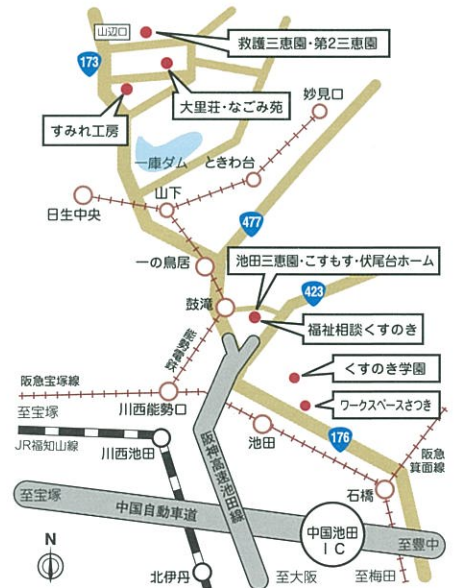 山辺口
救護三恵園・第2三恵園
173
大里荘・なごみ苑
妙見口
すみれ工房
一庫ダム
ときわ台
山下
日生中央
477
一の鳥居
池田三恵園・こすもす・伏尾台ホーム
423
鼓滝
福祉相談くすのき
能勢電鉄
くすのき学園
阪急宝塚線
至宝塚
川西能勢口
ワークスペースさつき
JR福知山線
川西池田
阪神高速池田線
池田
176
阪急
箕面線
石橋
至宝塚
中国自動車道
中国池田
IC
至豊中
N
北伊丹
至大阪
至梅田